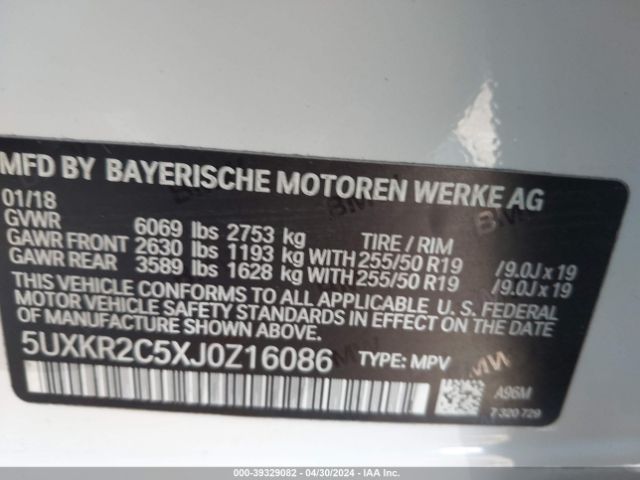 MFD BY BAYERISCHE MOTOREN WERKE AG
01/18
GVWR 6069 lbs 2753 kg TIRE / RIM
GAWR FRONT 2630 lbs 1193 kg WITH 255/50 R19 /9.0J x 19
GAWR REAR 3589 lbs 1628 kg WITH 255/50 R19 /9.0J x 19
THIS VEHICLE CONFORMS TO ALL APPLICABLE U. S. FEDERAL
MOTOR VEHICLE SAFETY STANDARDS IN EFFECT ON THE DATE OF
MANUFACTURE SHOWN ABOVE.
5UXKR2C5XJ0Z16086 TYPE: MPV
A96M
7 320 729
000-39329082 - 04/30/2024 - IAA Inc.